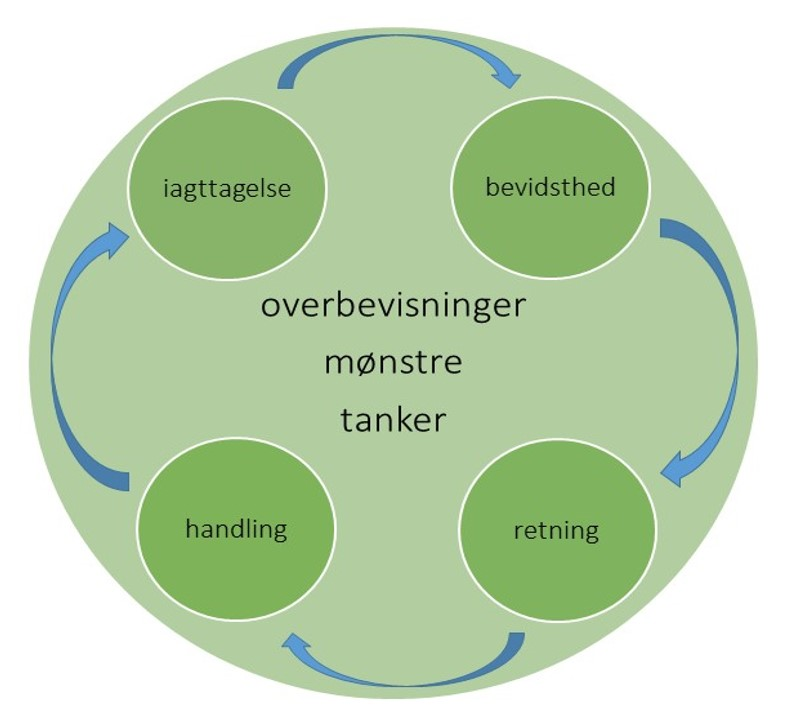 iagttagelse
bevidsthed
overbevisninger
mønstre
tanker
handling
retning